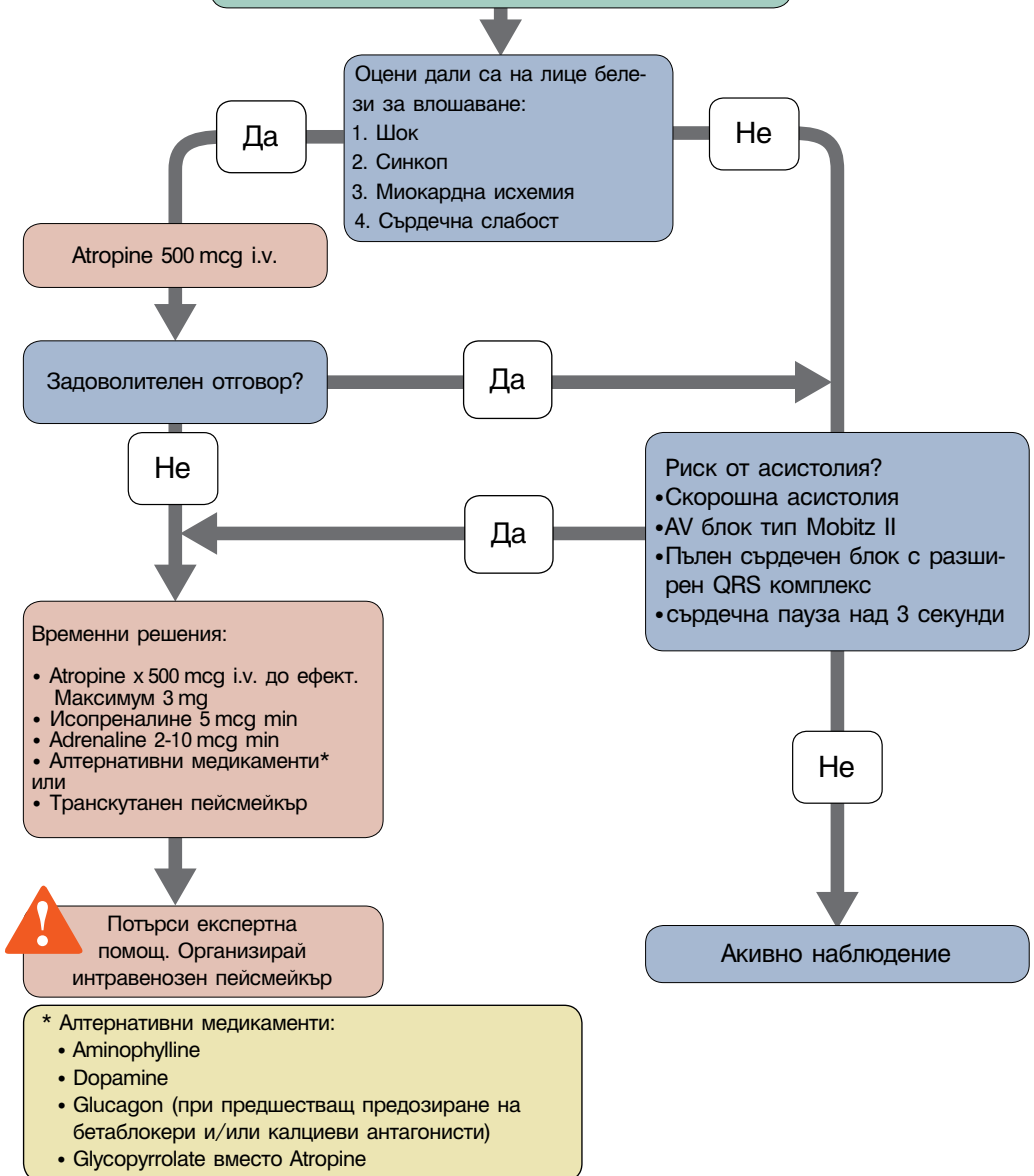 Оцени дали са на лице беле-
зи за влошаване:
1. Шок
2. Синкоп
3. Миокардна исхемия
4. Сърдечна слабост
Да
Не
Atropine 500 mcg i.v.
Задоволителен отговор?
Да
Не
Риск от асистолия?
•Скорошна асистолия
•AV блок тип Mobitz II
•Пълен сърдечен блок с разши-
рен QRS комплекс
•сърдечна пауза над 3 секунди
Да
Временни решения:
• Atropine x 500 mcg i.v. до ефект.
Максимум 3 mg
• Исопреналине 5 mcg min
• Adrenaline 2-10 mcg min
• Алтернативни медикаменти*
или
• Транскутанен пейсмейкър
Не
!
Потърси експертна
помощ. Организирай
интравенозен пейсмейкър
Акивно наблюдение
* Алтернативни медикаменти:
• Aminophylline
• Dopamine
• Glucagon (при предшестващ предозиране на
бетаблокери и/или калциеви антагонисти)
• Glycopyrrolate вместо Atropine